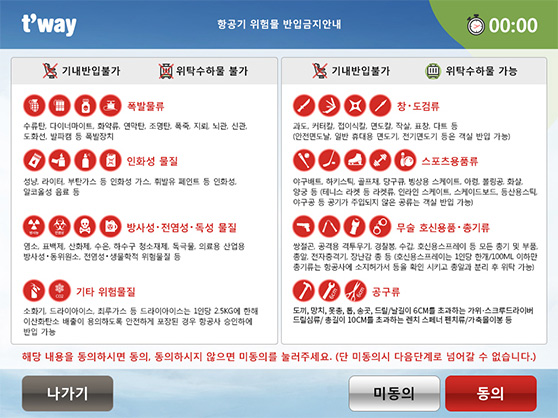 t'way
항공기 위험물 반입금지안내
00:00
기내반입불가
위탁수하물 불가
폭발물류
수류탄, 다이너마이트, 화약류, 연막탄, 조명탄, 폭죽, 지뢰, 뇌관, 신관,
도화선, 발파캡 등 폭발장치
인화성 물질
성냥, 라이터, 부탄가스 등 인화성 가스, 휘발유 페인트 등 인화성,
알코올성 음료 등
방사성·전염성·독성 물질
염소, 표백제, 산화제, 수은, 하수구 청소재제, 독극물, 의료용 산업용
방사성·동위원소, 전염성·생물학적 위험물질 등
기타 위험물질
CO2
소화기, 드라이아이스, 최루가스 등 드라이아이스는 1인당 2.5KG에 한해
이산화탄소 배출이 용의하도록 안전하게 포장된 경우 항공사 승인하에
반입 가능
기내반입불가
위탁수하물 가능
창·도검류
과도, 커터칼, 접이식칼, 면도칼, 작살, 표창, 다트 등
(안전면도날, 일반 휴대용 면도기, 전기면도기 등은 객실 반입 가능)
스포츠용품류
야구배트, 하키스틱, 골프채, 당구큐, 빙상용 스케이트, 아령, 볼링공, 화살,
양궁 등 (테니스 라켓 등 라켓류, 인라인 스케이트, 스케이드보드, 등산용스틱,
야구공 등 공기가 주입되지 않은 공류는 객실 반입 가능)
무술 호신용품·총기류
쌍절곤, 공격용 격투무기, 경찰봉, 수갑, 호신용스프레이 등 모든 총기 및 부품,
총알, 전자충격기, 장난감 총 등 (호신용스프레이는 1인당 한개/100ML 이하만
총기류는 항공사에 소지허가서 등을 확인 시키고 총알과 분리 후 위탁 가능)
공구류
도끼, 망치, 못총, 톱, 송곳, 드릴/날길이 6CM를 초과하는 가위·스크루드라이버
드릴심류/ 총길이 10CM를 초과하는 렌치 스패너 펜치류/가축몰이봉 등
해당 내용을 동의하시면 동의, 동의하지 않으면 미동의를 눌러주세요. (단 미동의시 다음단계로 넘어갈 수 없습니다.)
나가기
미동의
동의